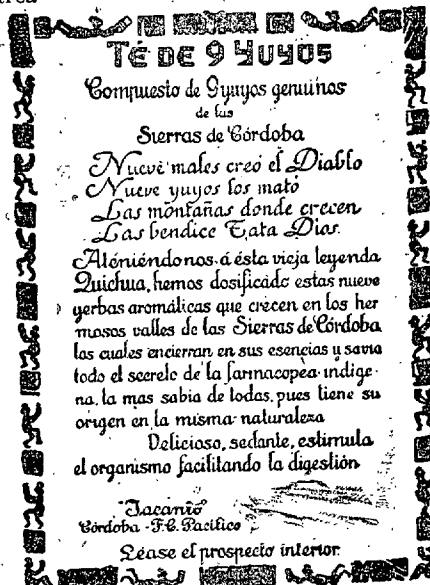 TÉ DE 9 YUYOS
Compuesto de 9 yuyos genuinos
de las
Sierras de Córdoba
Nueve males creó el Diablo
Nueve yuyos los mató
Las montañas donde crecen
Las bendice Tata Dios.
Aténiéndonos á ésta vieja leyenda
Quichua, hemos dosificádo estas nueve
yerbas aromáticas que crecen en los her
mosos valles de las Sierras de Córdoba
las cuales encierran en sus esencias y savia
todo el secreto de la farmacopéa indige-
na, la mas sabia de todas, pues tiene su
origen en la misma naturaleza
Delicioso, sedante, estimula
el organismo facilitando la digestión
Córdoba - F.C. Pacifico
Léase el prospecto interior.